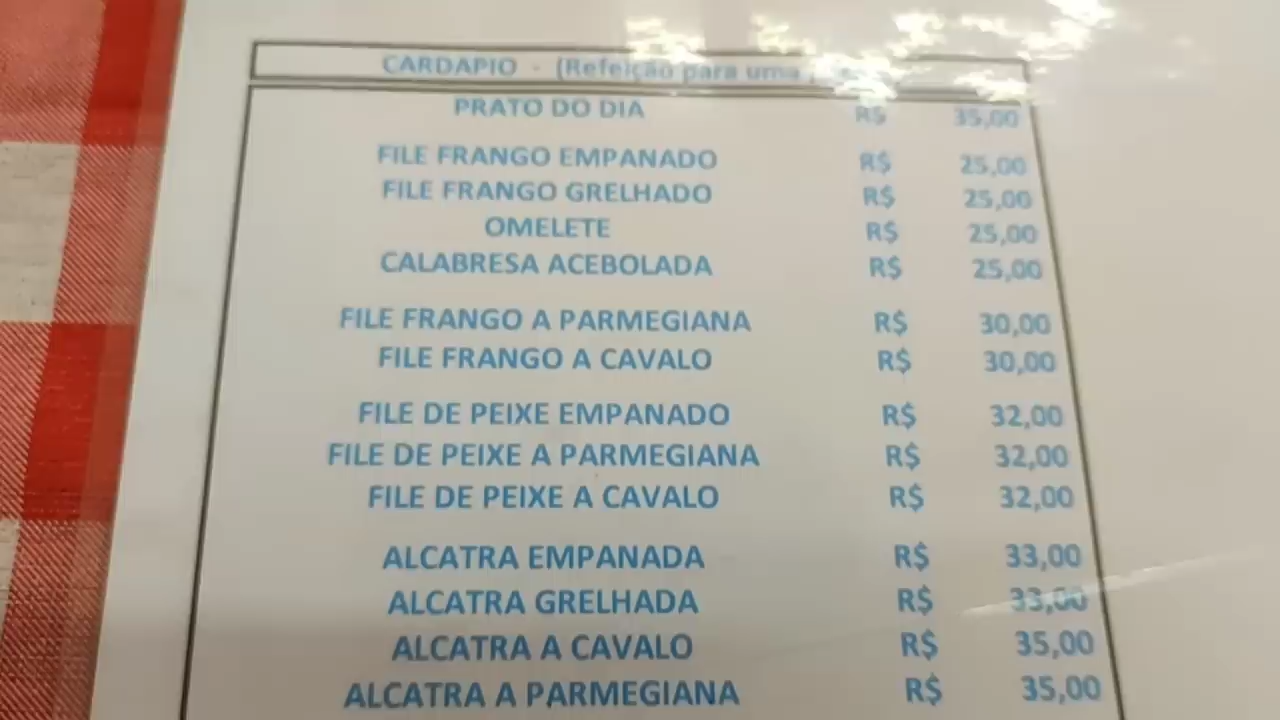 CARDAPIO - (Refeição para uma
PRATO DO DIA R$ 35,00
FILE FRANGO EMPANADO R$ 25,00
FILE FRANGO GRELHADO R$ 25,00
OMELETE R$ 25,00
CALABRESA ACEBOLADA R$ 25,00
FILE FRANGO A PARMEGIANA R$ 30,00
FILE FRANGO A CAVALO R$ 30,00
FILE DE PEIXE EMPANADO R$ 32,00
FILE DE PEIXE A PARMEGIANA R$ 32,00
FILE DE PEIXE A CAVALO R$ 32,00
ALCATRA EMPANADA R$ 33,00
ALCATRA GRELHADA R$ 33,00
ALCATRA A CAVALO R$ 35,00
ALCATRA A PARMEGIANA R$ 35,00